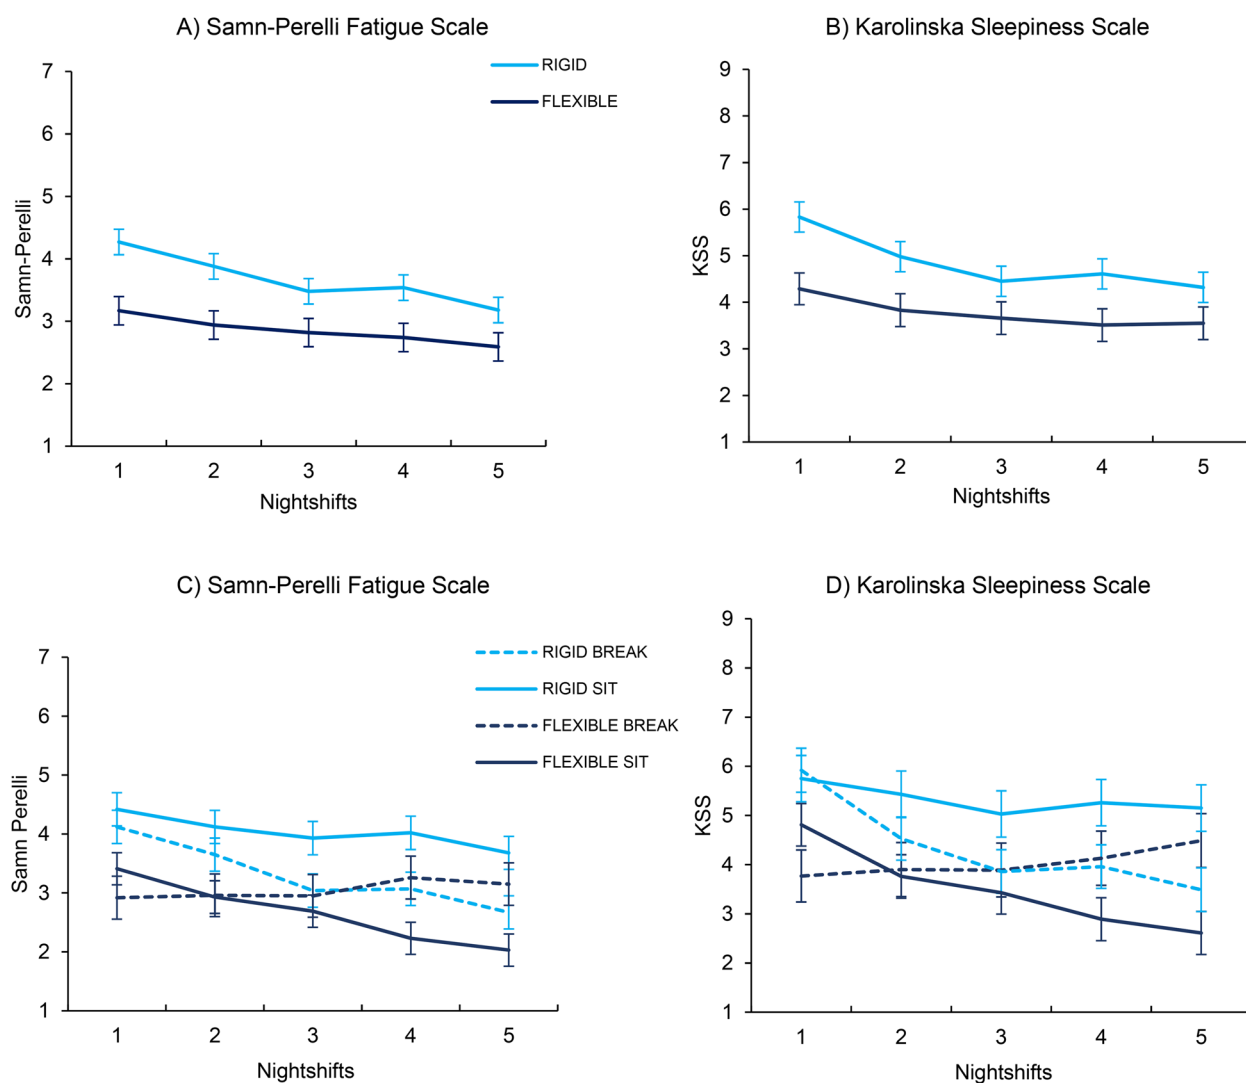 A) Samn-Perelli Fatigue Scale
RIGID
FLEXIBLE
7
6
5
4
3
2
1
Samn-Perelli
1 2 3 4 5
Nightshifts
B) Karolinska Sleepiness Scale
9
8
7
6
5
4
3
2
1
KSS
1 2 3 4 5
Nightshifts
C) Samn-Perelli Fatigue Scale
RIGID BREAK
RIGID SIT
FLEXIBLE BREAK
FLEXIBLE SIT
7
6
5
4
3
2
1
Samn Perelli
1 2 3 4 5
Nightshifts
D) Karolinska Sleepiness Scale
9
8
7
6
5
4
3
2
1
KSS
1 2 3 4 5
Nightshifts